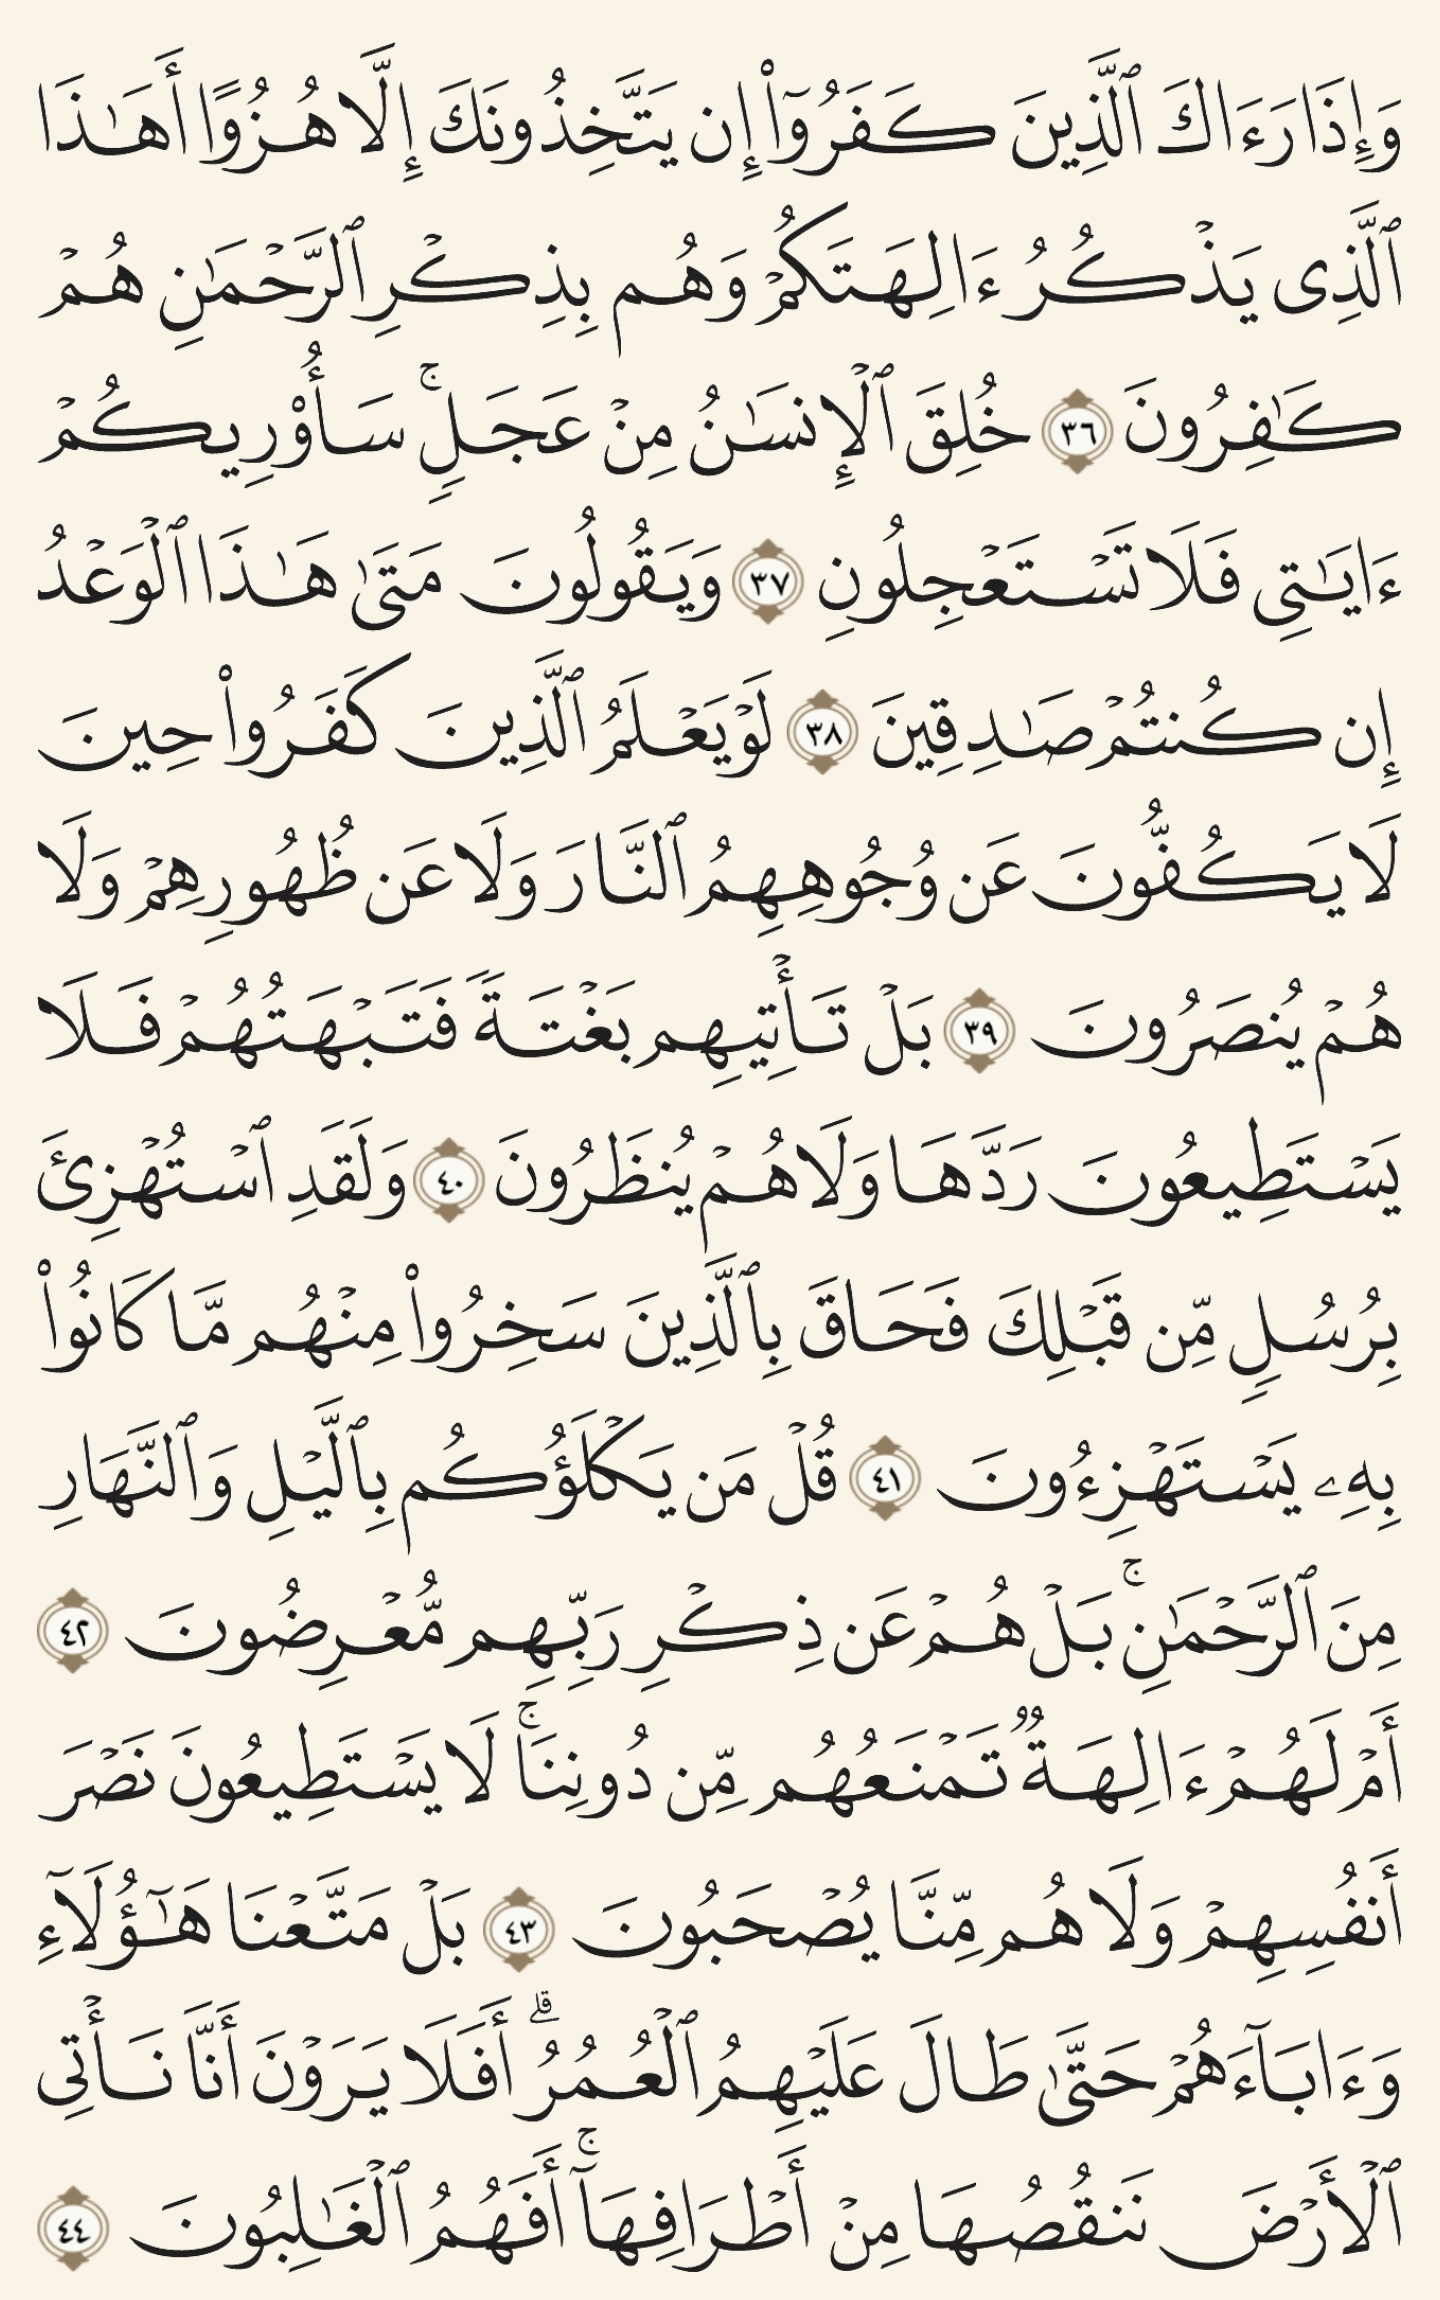 وَإِذَا رَءَاكَ ٱلَّذِينَ كَفَرُوٓا۟ إِن يَتَّخِذُونَكَ إِلَّا هُزُوًا أَهَـٰذَا
ٱلَّذِى يَذْكُرُ ءَالِهَتَكُمْ وَهُم بِذِكْرِ ٱلرَّحْمَـٰنِ هُمْ
كَـٰفِرُونَ ٣٦ خُلِقَ ٱلْإِنسَـٰنُ مِنْ عَجَلٍ ۚ سَأُو۟رِيكُمْ
ءَايَـٰتِى فَلَا تَسْتَعْجِلُونِ ٣٧ وَيَقُولُونَ مَتَىٰ هَـٰذَا ٱلْوَعْدُ
إِن كُنتُمْ صَـٰدِقِينَ ٣٨ لَوْ يَعْلَمُ ٱلَّذِينَ كَفَرُوا۟ حِينَ
لَا يَكُفُّونَ عَن وُجُوهِهِمُ ٱلنَّارَ وَلَا عَن ظُهُورِهِمْ وَلَا
هُمْ يُنصَرُونَ ٣٩ بَلْ تَأْتِيهِم بَغْتَةً فَتَبْهَتُهُمْ فَلَا
يَسْتَطِيعُونَ رَدَّهَا وَلَا هُمْ يُنظَرُونَ ٤٠ وَلَقَدِ ٱسْتُهْزِئَ
بِرُسُلٍ مِّن قَبْلِكَ فَحَاقَ بِٱلَّذِينَ سَخِرُوا۟ مِنْهُم مَّا كَانُوا۟
بِهِۦ يَسْتَهْزِءُونَ ٤١ قُلْ مَن يَكْلَؤُكُم بِٱلَّيْلِ وَٱلنَّهَارِ
مِنَ ٱلرَّحْمَـٰنِ ۚ بَلْ هُمْ عَن ذِكْرِ رَبِّهِم مُّعْرِضُونَ ٤٢
أَمْ لَهُمْ ءَالِهَةٌ تَمْنَعُهُم مِّن دُونِنَا ۚ لَا يَسْتَطِيعُونَ نَصْرَ
أَنفُسِهِمْ وَلَا هُم مِّنَّا يُصْحَبُونَ ٤٣ بَلْ مَتَّعْنَا هَـٰٓؤُلَآءِ
وَءَابَآءَهُمْ حَتَّىٰ طَالَ عَلَيْهِمُ ٱلْعُمُرُ ۗ أَفَلَا يَرَوْنَ أَنَّا نَأْتِى
ٱلْأَرْضَ نَنقُصُهَا مِنْ أَطْرَافِهَآ ۚ أَفَهُمُ ٱلْغَـٰلِبُونَ ٤٤